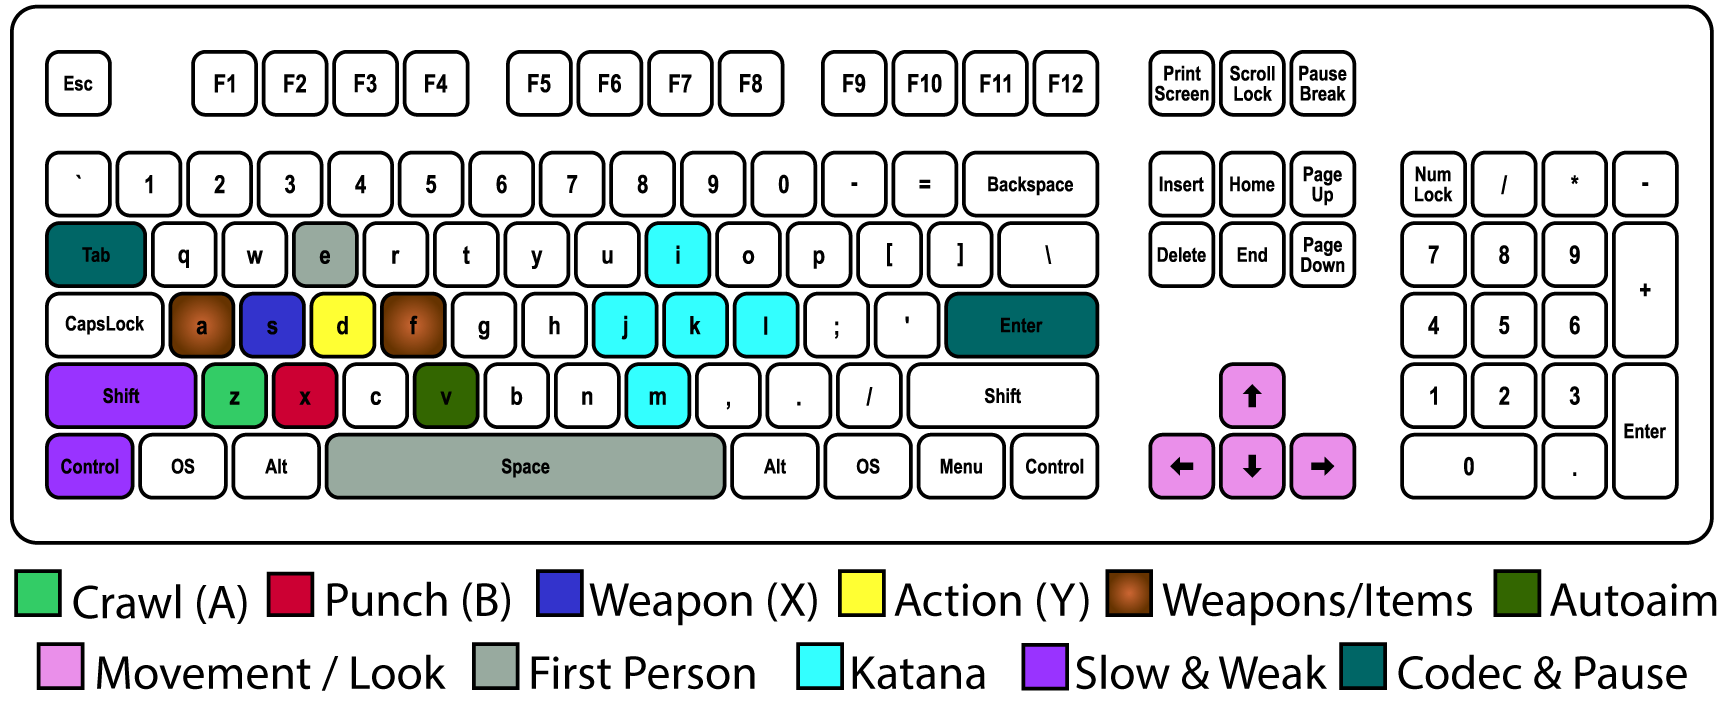 Esc F1 F2 F3 F4 F5 F6 F7 F8 F9 F10 F11 F12 Print Screen Scroll Lock Pause Break
` 1 2 3 4 5 6 7 8 9 0 - = Backspace Insert Home Page Up Num Lock / * -
Tab q w e r t y u i o p [ ] \ Delete End Page Down 7 8 9 +
CapsLock a s d f g h j k l ; ' Enter 4 5 6
Shift z x c v b n m , . / Shift 🡅 1 2 3 Enter
Control OS Alt Space Alt OS Menu Control 🡄 🡇 🡆 0 .
Crawl (A) Punch (B) Weapon (X) Action (Y) Weapons/Items Autoaim
Movement / Look First Person Katana Slow & Weak Codec & Pause